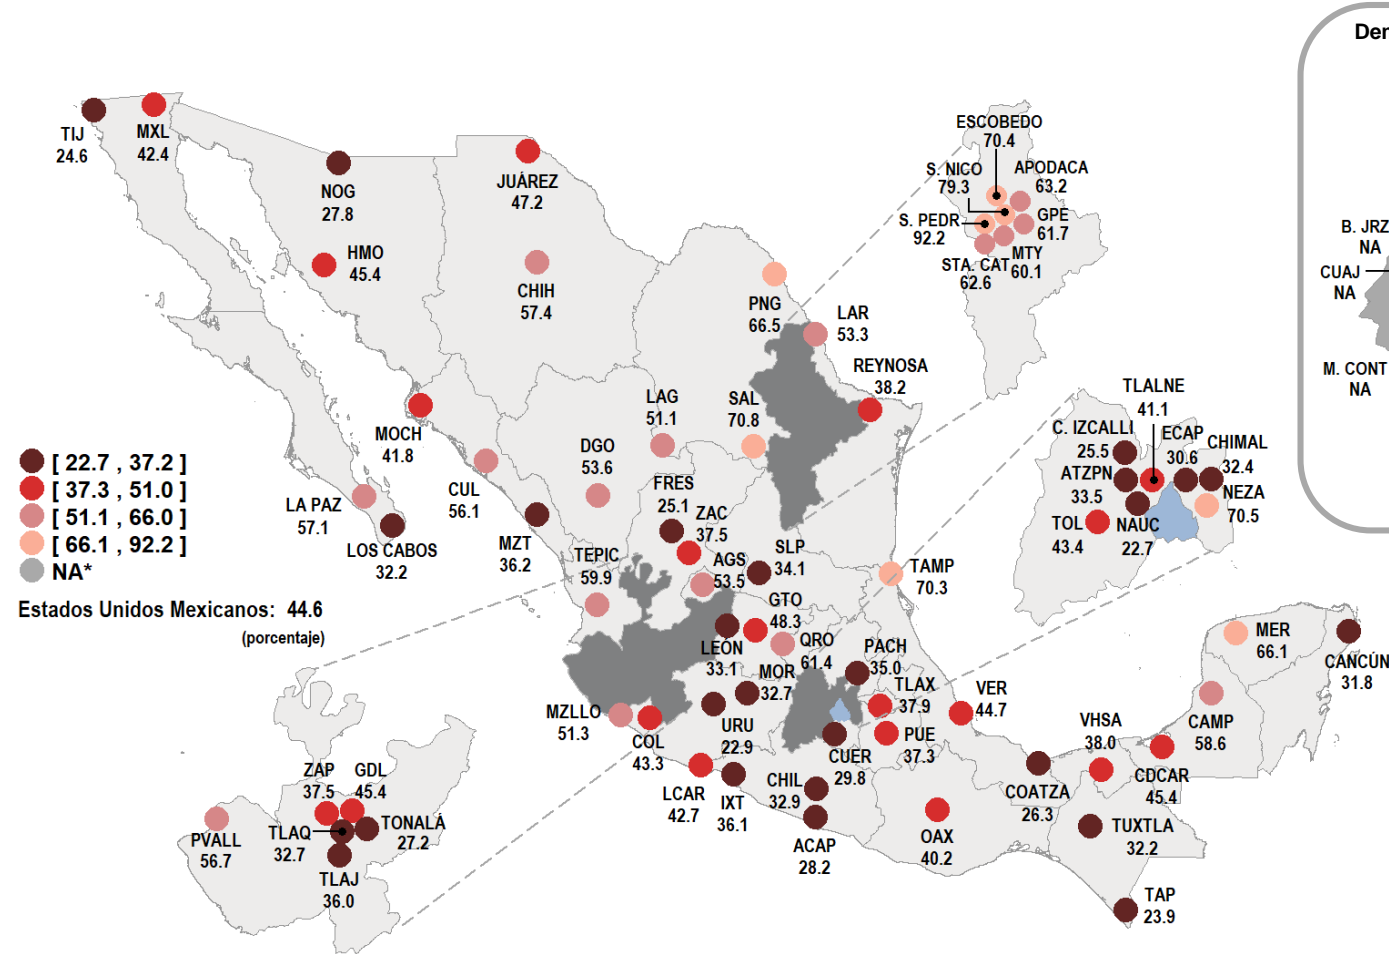 Der
TIJ
24.6
MXL
42.4
NOG
27.8
HMO
45.4
JUÁREZ
47.2
CHIH
57.4
ESCOBEDO
70.4
S. NICO
79.3
APODACA
63.2
S. PEDR
92.2
GPE
61.7
MTY
60.1
STA. CAT
62.6
B. JRZ
NA
CUAJ
NA
M. CONT
NA
PNG
66.5
LAR
53.3
REYNOSA
38.2
LAG
51.1
SAL
70.8
MOCH
41.8
DGO
53.6
CUL
56.1
LA PAZ
57.1
LOS CABOS
32.2
MZT
36.2
FRES
25.1
ZAC
37.5
TLALNE
41.1
C. IZCALLI
25.5
ECAP
30.6
CHIMAL
32.4
ATZPN
33.5
NEZA
70.5
TOL
43.4
NAUC
22.7
[ 22.7 , 37.2 ]
[ 37.3 , 51.0 ]
[ 51.1 , 66.0 ]
[ 66.1 , 92.2 ]
NA*
Estados Unidos Mexicanos: 44.6
(porcentaje)
TEPIC
59.9
AGS
53.5
SLP
34.1
TAMP
70.3
GTO
48.3
LEÓN
33.1
QRO
61.4
PACH
35.0
MOR
32.7
TLAX
37.9
VER
44.7
MER
66.1
CANCÚN
31.8
MZLLO
51.3
COL
43.3
URU
22.9
CUER
29.8
PUE
37.3
VHSA
38.0
CAMP
58.6
CDCAR
45.4
LCAR
42.7
IXT
36.1
CHIL
32.9
ACAP
28.2
OAX
40.2
COATZA
26.3
TUXTLA
32.2
TAP
23.9
ZAP
37.5
GDL
45.4
PVALL
56.7
TLAQ
32.7
TONALÁ
27.2
TLAJ
36.0